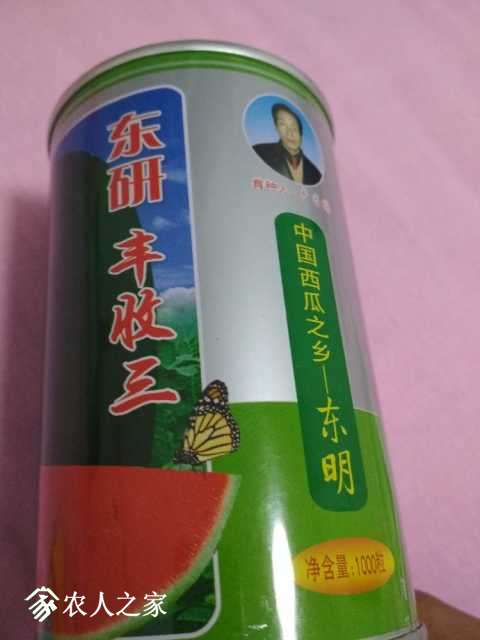 东研 丰收三
育种人
中国西瓜之乡—东明
净含量:1000粒
农人之家